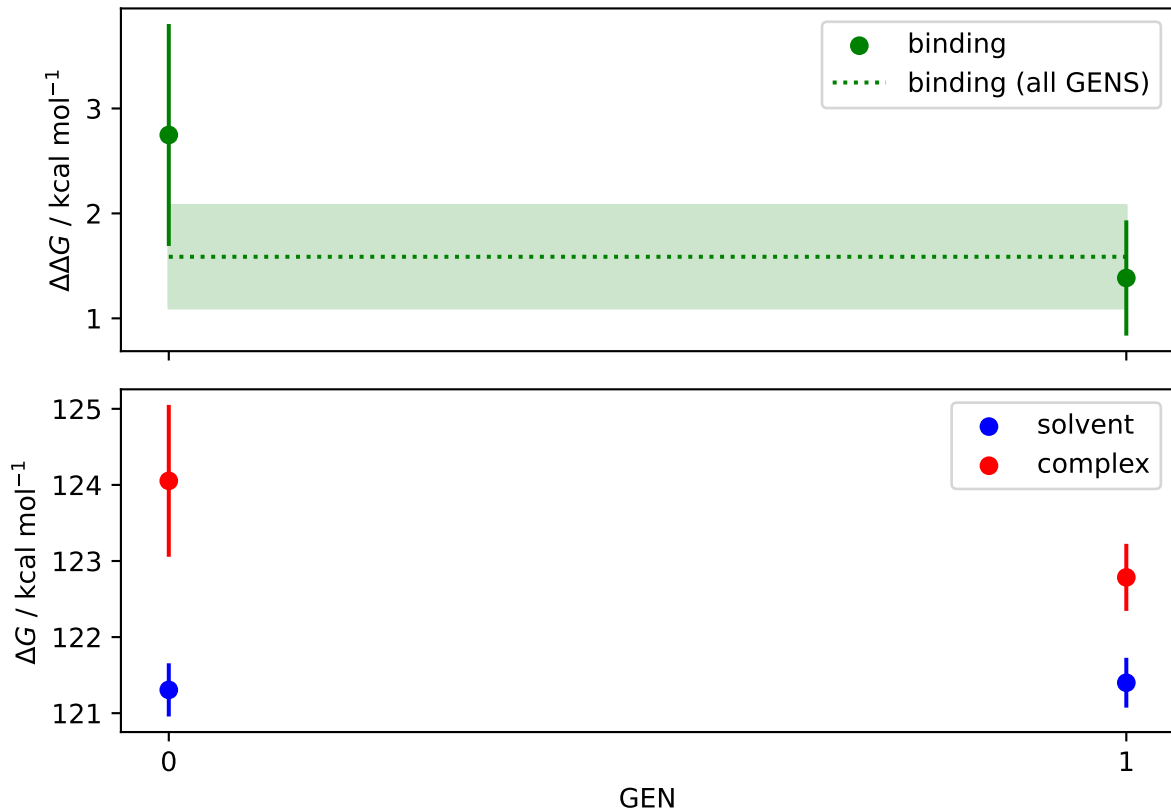 binding
binding (all GENS)
ΔΔG / kcal mol⁻¹
3
2
1
solvent
complex
ΔG / kcal mol⁻¹
125
124
123
122
121
0
1
GEN